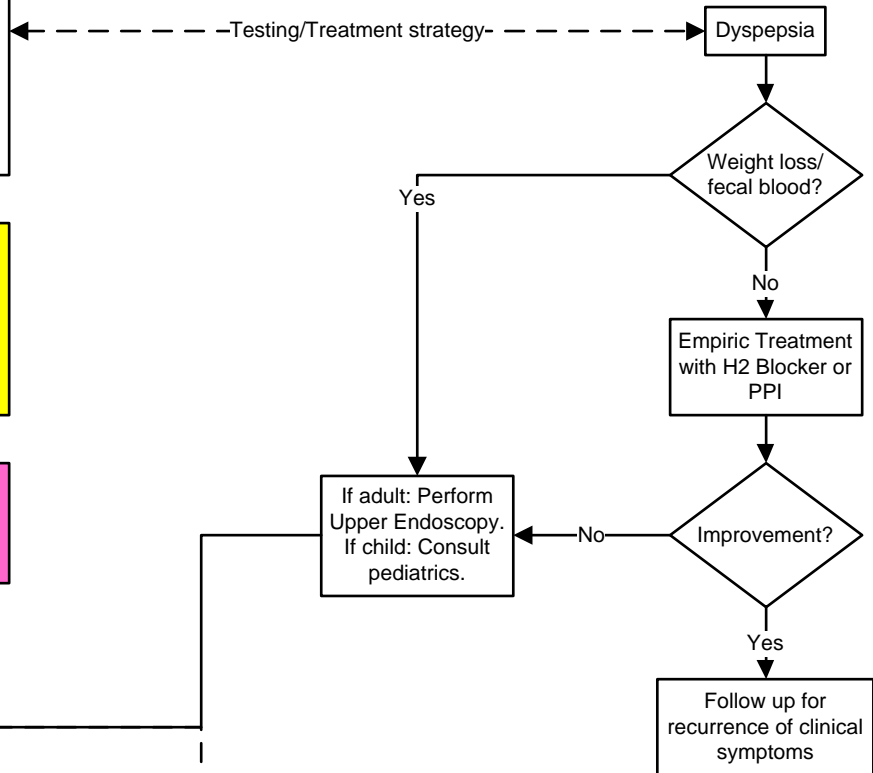 Testing/Treatment strategy
Dyspepsia
Weight loss/
fecal blood?
Yes
No
Empiric Treatment
with H2 Blocker or
PPI
If adult: Perform
Upper Endoscopy.
If child: Consult
pediatrics.
No
Improvement?
Yes
Follow up for
recurrence of clinical
symptoms